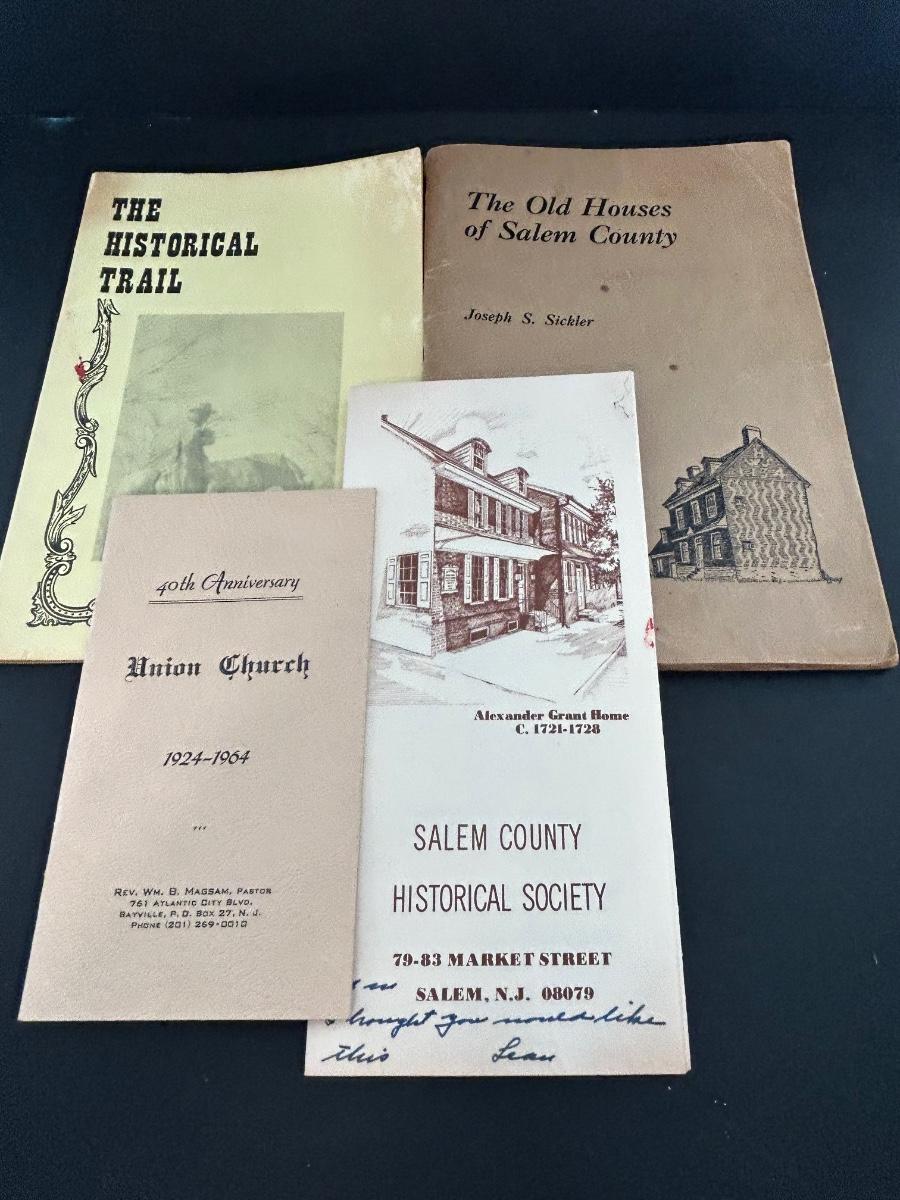 THE
HISTORICAL
TRAIL
The Old Houses
of Salem County
Joseph S. Sickler
Alexander Grant Home
C. 1721-1728
SALEM COUNTY
HISTORICAL SOCIETY
79-83 MARKET STREET
SALEM, N.J. 08079
thought you would like
this
40th Anniversary
Union Church
1924-1964
REV. WM. B. MAGSAM, PASTOR
761 ATLANTIC CITY BLVD.
BAYVILLE, P. O. BOX 27, N. J.
PHONE (201) 269-0010